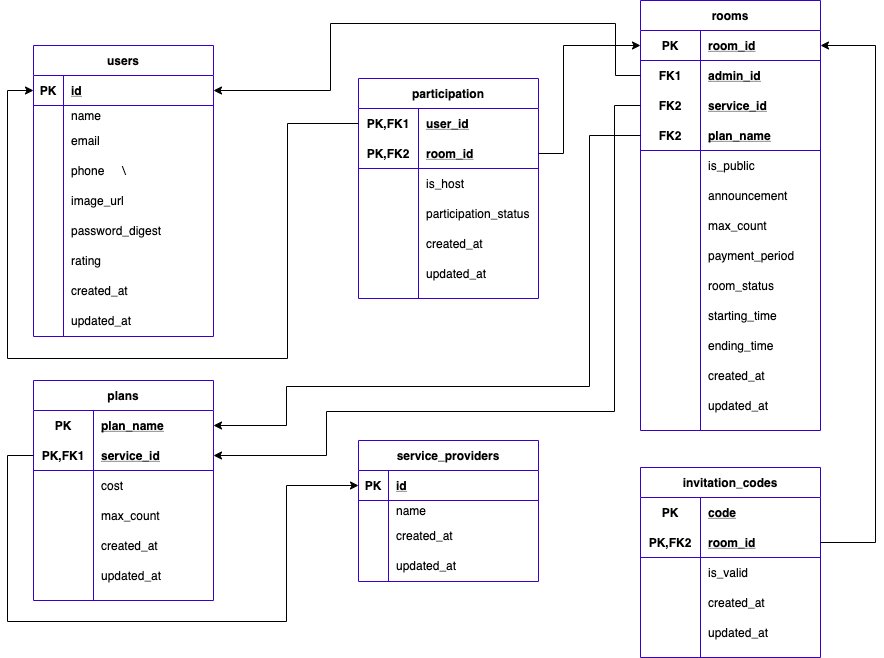 users
PK id
name
email
phone \
image_url
password_digest
rating
created_at
updated_at
participation
PK,FK1 user_id
PK,FK2 room_id
is_host
participation_status
created_at
updated_at
rooms
PK room_id
FK1 admin_id
FK2 service_id
FK2 plan_name
is_public
announcement
max_count
payment_period
room_status
starting_time
ending_time
created_at
updated_at
plans
PK plan_name
PK,FK1 service_id
cost
max_count
created_at
updated_at
service_providers
PK id
name
created_at
updated_at
invitation_codes
PK code
PK,FK2 room_id
is_valid
created_at
updated_at